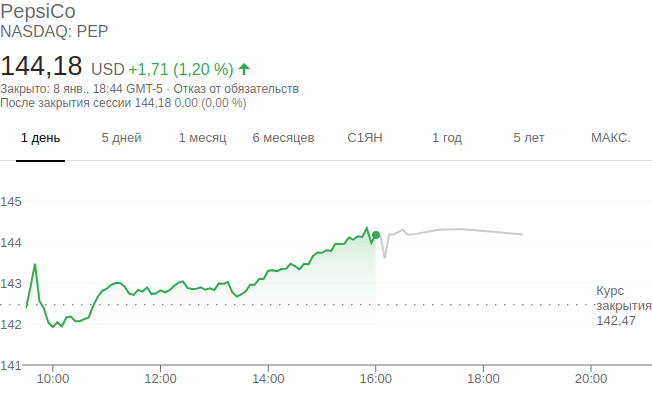 PepsiCo
NASDAQ: PEP
144,18 USD +1,71 (1,20 %)
Закрыто: 8 янв., 18:44 GMT-5 · Отказ от обязательств
После закрытия сессии 144,18 0,00 (0,00 %)
1 день 5 дней 1 месяц 6 месяцев С1ЯН 1 год 5 лет МАКС.
145
144
143
Курс
закрытия
142,47
142
141
10:00 12:00 14:00 16:00 18:00 20:00